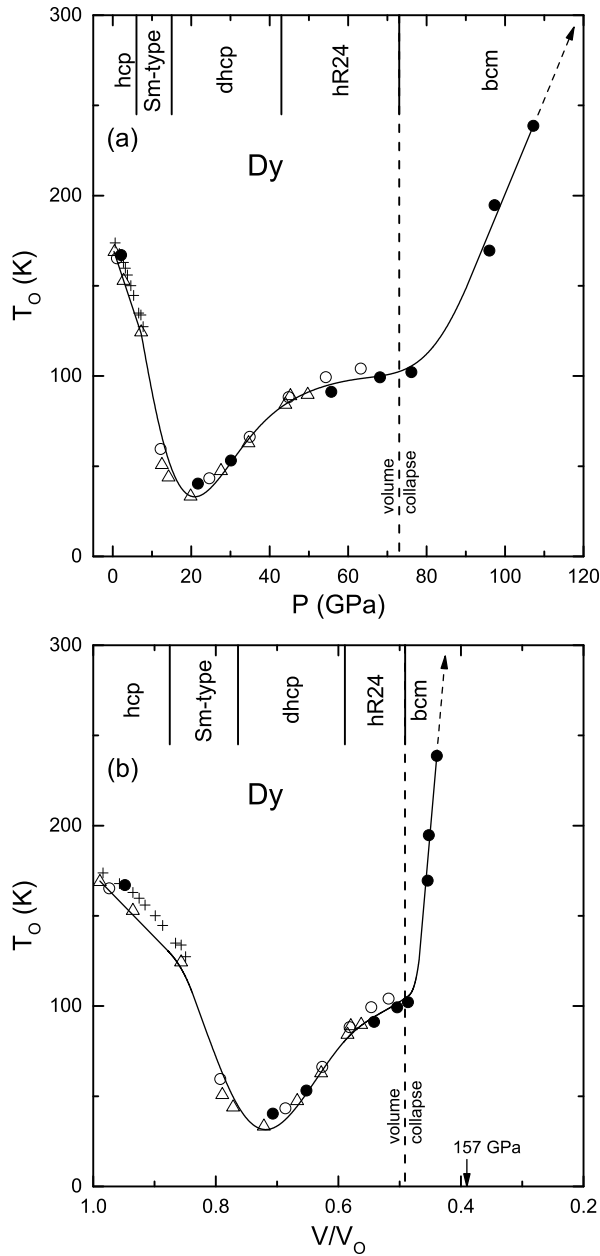 300
200
100
0
T_O (K)
hcp
Sm-type
dhcp
hR24
bcm
(a)
Dy
volume
collapse
0 20 40 60 80 100 120
P (GPa)
300
200
100
0
T_O (K)
hcp
Sm-type
dhcp
hR24
bcm
(b)
Dy
volume
collapse
157 GPa
1.0 0.8 0.6 0.4 0.2
V/V_O